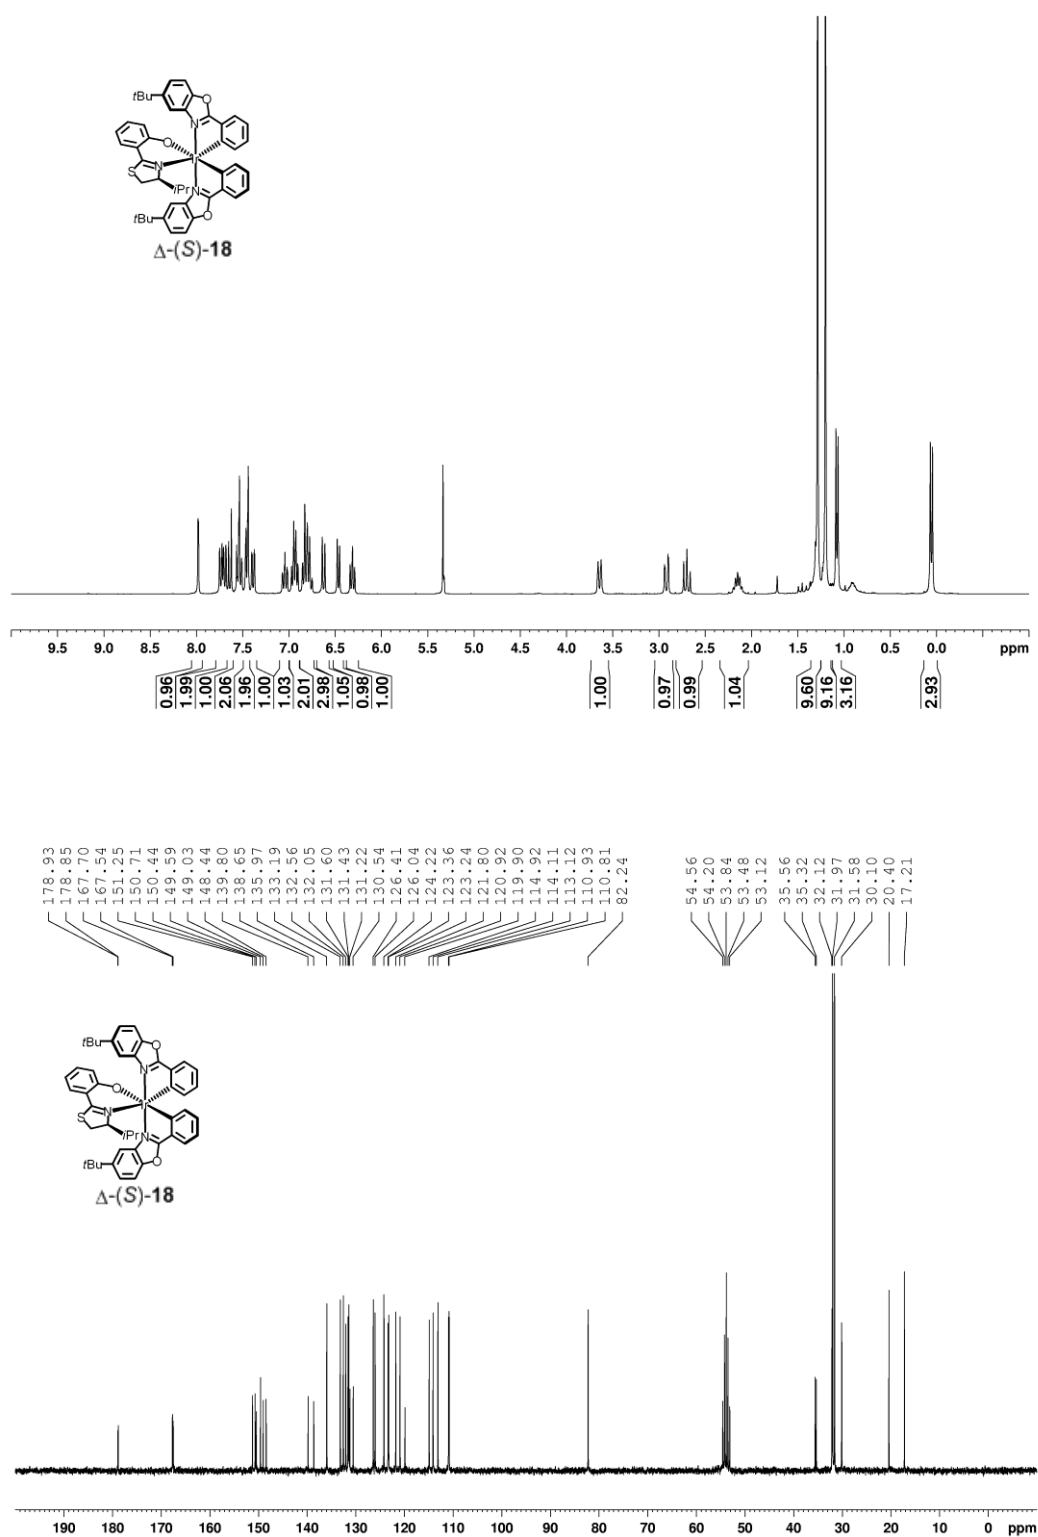 tBu
O
N
O
Ir
N
S
iPr
N
O
tBu
Δ-(S)-18
9.5 9.0 8.5 8.0 7.5 7.0 6.5 6.0 5.5 5.0 4.5 4.0 3.5 3.0 2.5 2.0 1.5 1.0 0.5 0.0 ppm
0.96 1.99 1.00 2.06 1.96 1.00 1.03 2.01 2.98 1.05 0.98 1.00 1.00 0.97 0.99 1.04 9.60 9.16 3.16 2.93
178.93
178.85
167.70
167.54
151.25
150.71
150.44
149.59
149.03
148.44
139.80
138.65
135.97
133.19
132.56
132.05
131.60
131.43
131.22
130.54
126.41
126.04
124.22
123.36
123.24
121.80
120.92
119.90
114.92
114.11
113.12
110.93
110.81
82.24
54.56
54.20
53.84
53.48
53.12
35.56
35.32
32.12
31.97
31.58
30.10
20.40
17.21
tBu
O
N
O
Ir
N
S
iPr
N
O
tBu
Δ-(S)-18
190 180 170 160 150 140 130 120 110 100 90 80 70 60 50 40 30 20 10 0 ppm